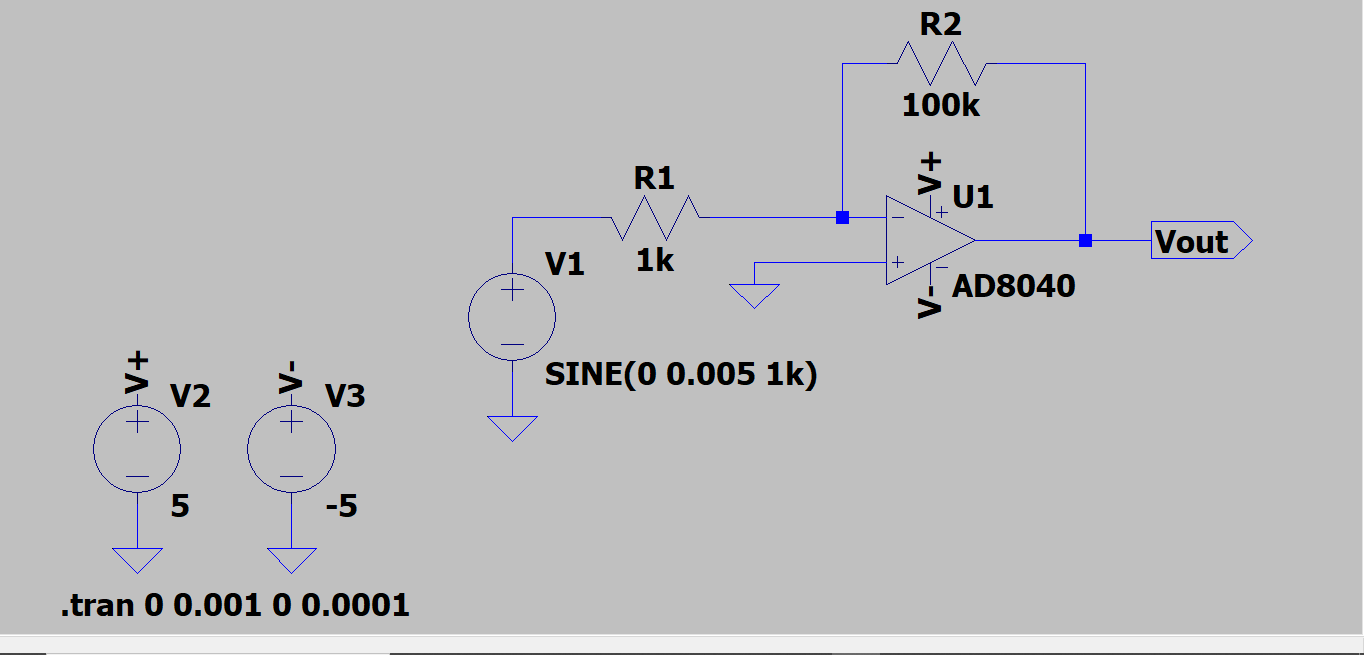 R2
100k
V+
U1
R1
1k
V1
Vout
AD8040
V-
SINE(0 0.005 1k)
V+
V2
V-
V3
5
-5
.tran 0 0.001 0 0.0001